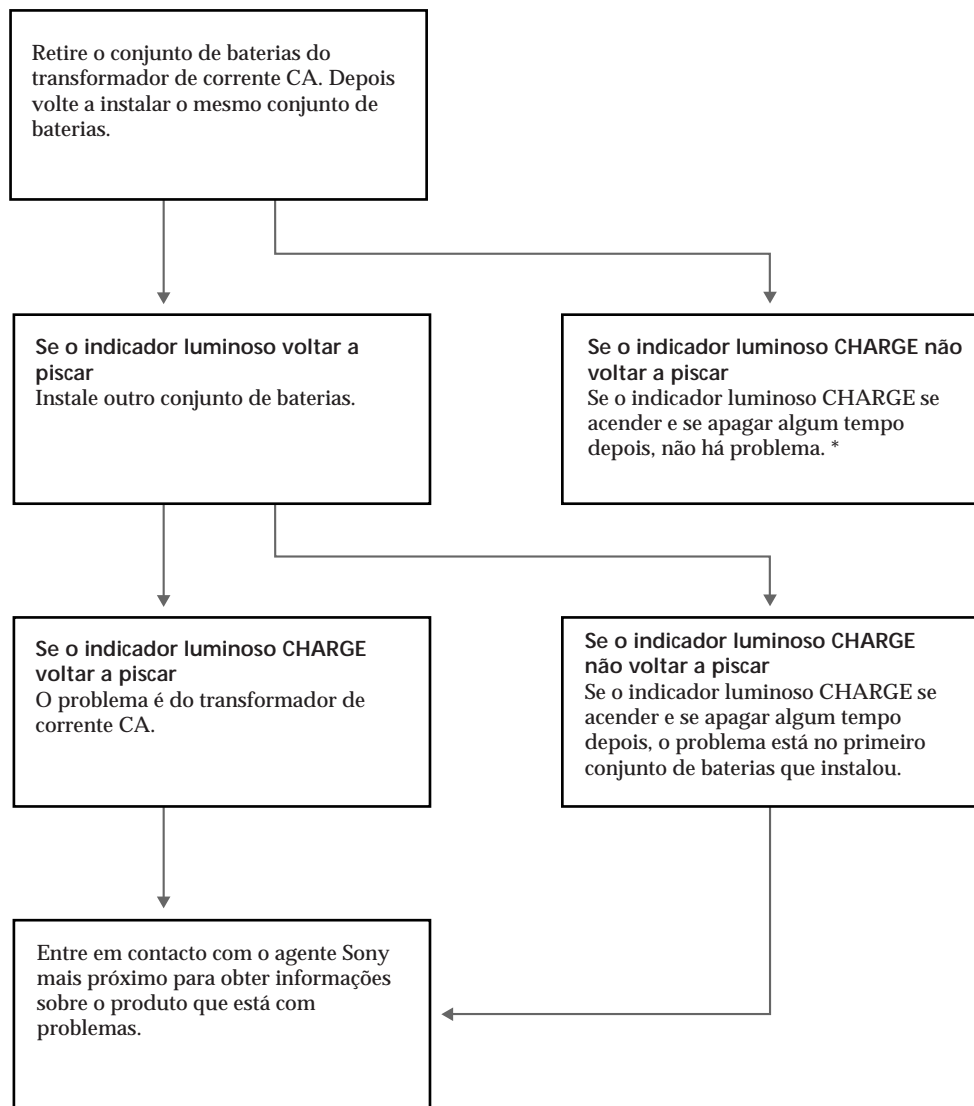 Retire o conjunto de baterias do
transformador de corrente CA. Depois
volte a instalar o mesmo conjunto de
baterias.
Se o indicador luminoso voltar a
piscar
Instale outro conjunto de baterias.
Se o indicador luminoso CHARGE não
voltar a piscar
Se o indicador luminoso CHARGE se
acender e se apagar algum tempo
depois, não há problema. *
Se o indicador luminoso CHARGE
voltar a piscar
O problema é do transformador de
corrente CA.
Se o indicador luminoso CHARGE
não voltar a piscar
Se o indicador luminoso CHARGE se
acender e se apagar algum tempo
depois, o problema está no primeiro
conjunto de baterias que instalou.
Entre em contacto com o agente Sony
mais próximo para obter informações
sobre o produto que está com
problemas.